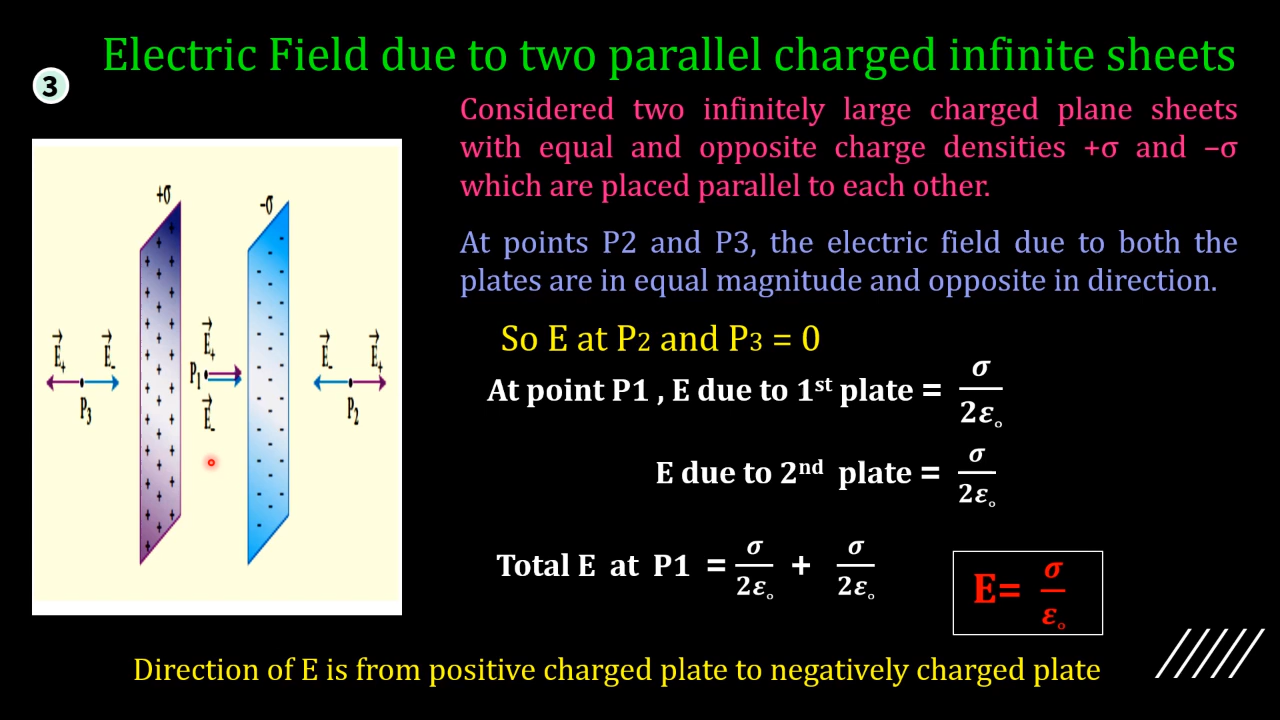 Electric Field due to two parallel charged infinite sheets
3
Considered two infinitely large charged plane sheets
with equal and opposite charge densities +σ and –σ
which are placed parallel to each other.
At points P2 and P3, the electric field due to both the
plates are in equal magnitude and opposite in direction.
So E at P2 and P3 = 0
At point P1 , E due to 1st plate = σ/2ε₀
E due to 2nd plate = σ/2ε₀
Total E at P1 = σ/2ε₀ + σ/2ε₀
E= σ/ε₀
Direction of E is from positive charged plate to negatively charged plate
+σ
-σ
E₊ E₋
P₃
E₊
P₁
E₋
E₋ E₊
P₂